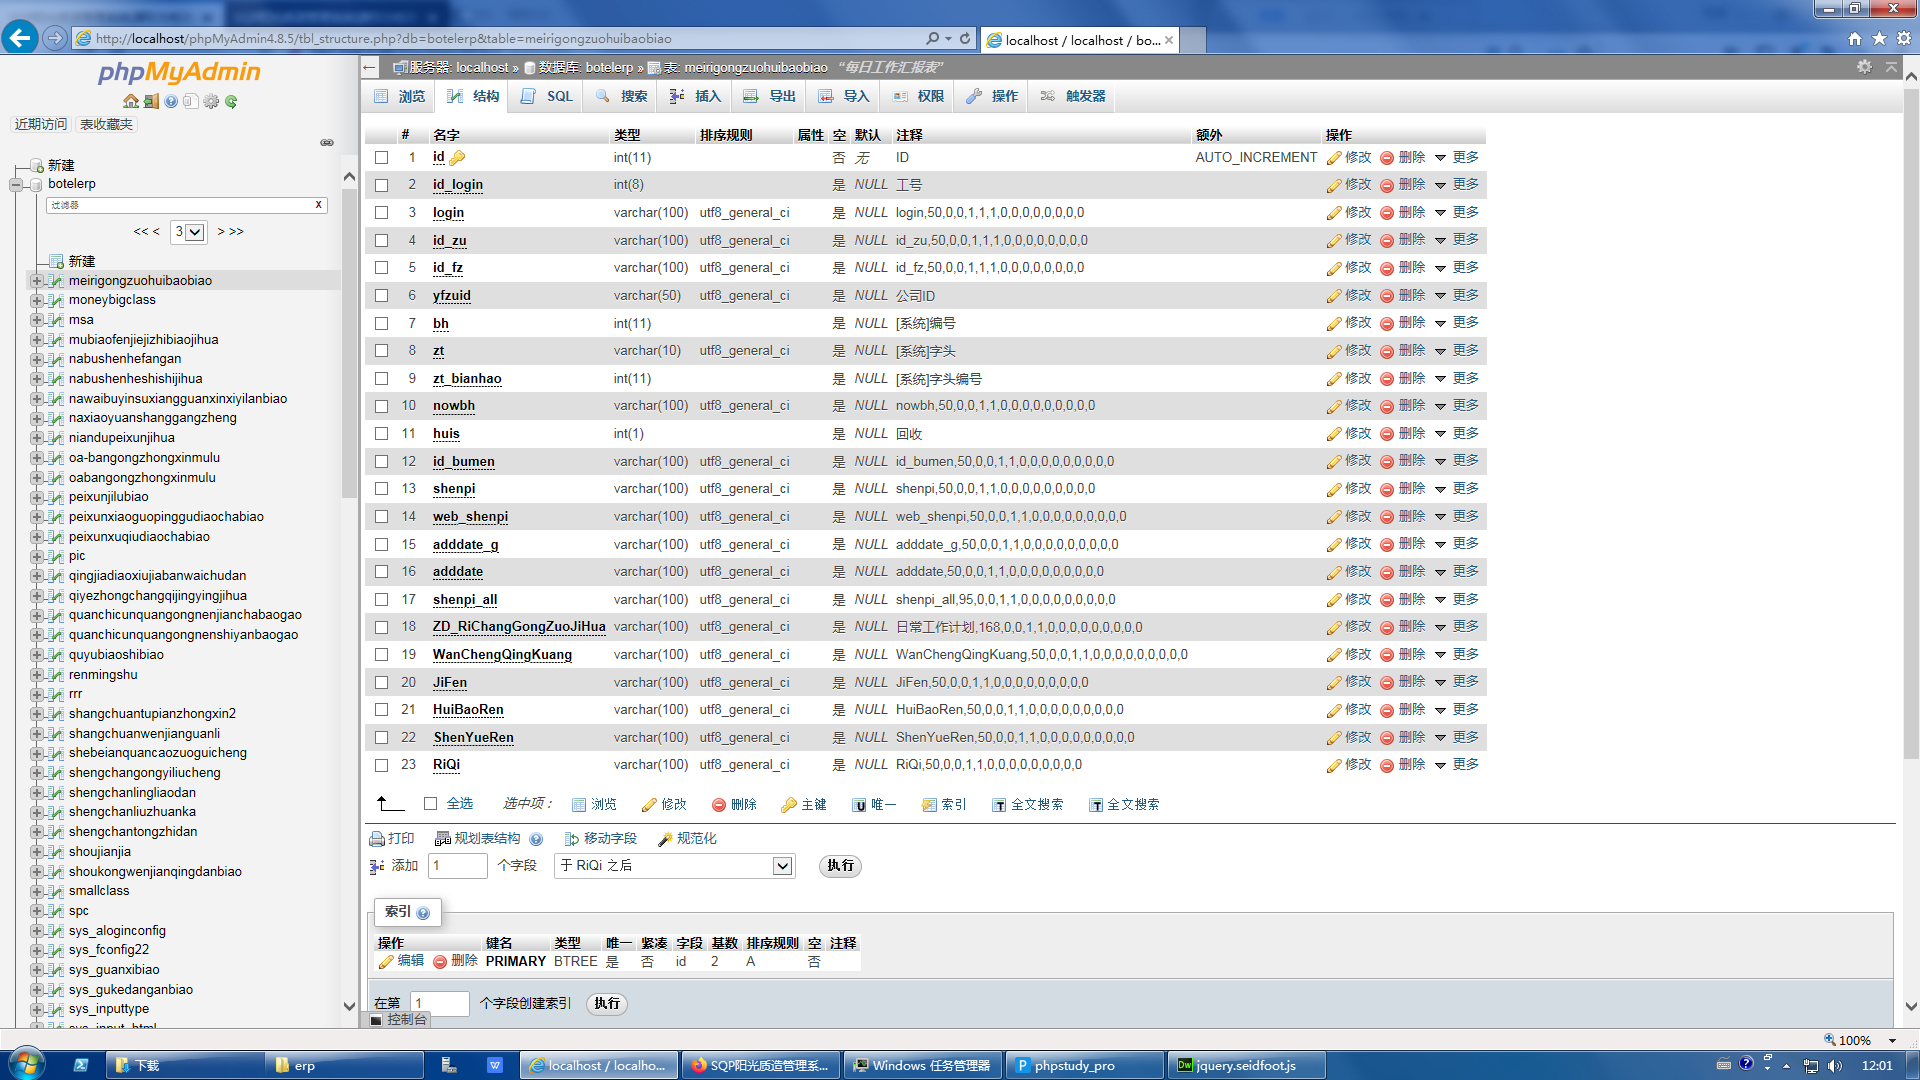 http://localhost/phpMyAdmin4.8.5/tbl_structure.php?db=botelerp&table=meirigongzuohuibaobiao
localhost / localhost / bo...
phpMyAdmin
近期访问 表收藏夹
新建
botelerp
过滤器 X
<< < 3 > >>
新建
meirigongzuohuibaobiao
moneybigclass
msa
mubiaofenjiejizhibiaojihua
nabushenhefangan
nabushenheshishijihua
nawaibuyinsuxiangguanxinxiyilanbiao
naxiaoyuanshanggangzheng
niandupeixunjihua
oa-bangongzhongxinmulu
oabangongzhongxinmulu
peixunjilubiao
peixunxiaoguopinggudiaochabiao
peixunxuqiudiaochabiao
pic
qingjiadiaoxiujiabanwaichudan
qiyezhongchangqijingyingjihua
quanchicunquangongnenjianchabaogao
quanchicunquangongnenshiyanbaogao
quyubiaoshibiao
renmingshu
rrr
shangchuantupianzhongxin2
shangchuanwenjianguanli
shebeianquancaozuoguicheng
shengchangongyiliucheng
shengchanlingliaodan
shengchanliuzhuanka
shengchantongzhidan
shoujianjia
shoukongwenjianqingdanbiao
smallclass
spc
sys_aloginconfig
sys_fconfig22
sys_guanxibiao
sys_gukedanganbiao
sys_inputtype
sys_input_html
服务器: localhost » 数据库: botelerp » 表: meirigongzuohuibaobiao “每日工作汇报表”
浏览 结构 SQL 搜索 插入 导出 导入 权限 操作 触发器
# 名字 类型 排序规则 属性 空 默认 注释 额外 操作
1 id int(11) 否 无 ID AUTO_INCREMENT 修改 删除 更多
2 id_login int(8) 是 NULL 工号 修改 删除 更多
3 login varchar(100) utf8_general_ci 是 NULL login,50,0,0,1,1,1,0,0,0,0,0,0,0,0 修改 删除 更多
4 id_zu varchar(100) utf8_general_ci 是 NULL id_zu,50,0,0,1,1,1,0,0,0,0,0,0,0,0 修改 删除 更多
5 id_fz varchar(100) utf8_general_ci 是 NULL id_fz,50,0,0,1,1,1,0,0,0,0,0,0,0,0 修改 删除 更多
6 yfzuid varchar(50) utf8_general_ci 是 NULL 公司ID 修改 删除 更多
7 bh int(11) 是 NULL [系统]编号 修改 删除 更多
8 zt varchar(10) utf8_general_ci 是 NULL [系统]字头 修改 删除 更多
9 zt_bianhao int(11) 是 NULL [系统]字头编号 修改 删除 更多
10 nowbh varchar(100) utf8_general_ci 是 NULL nowbh,50,0,0,1,1,0,0,0,0,0,0,0,0,0 修改 删除 更多
11 huis int(1) 是 NULL 回收 修改 删除 更多
12 id_bumen varchar(100) utf8_general_ci 是 NULL id_bumen,50,0,0,1,1,0,0,0,0,0,0,0,0,0 修改 删除 更多
13 shenpi varchar(100) utf8_general_ci 是 NULL shenpi,50,0,0,1,1,0,0,0,0,0,0,0,0,0 修改 删除 更多
14 web_shenpi varchar(100) utf8_general_ci 是 NULL web_shenpi,50,0,0,1,1,0,0,0,0,0,0,0,0,0 修改 删除 更多
15 adddate_g varchar(100) utf8_general_ci 是 NULL adddate_g,50,0,0,1,1,0,0,0,0,0,0,0,0,0 修改 删除 更多
16 adddate varchar(100) utf8_general_ci 是 NULL adddate,50,0,0,1,1,0,0,0,0,0,0,0,0,0 修改 删除 更多
17 shenpi_all varchar(100) utf8_general_ci 是 NULL shenpi_all,95,0,0,1,1,0,0,0,0,0,0,0,0,0 修改 删除 更多
18 ZD_RiChangGongZuoJiHua varchar(100) utf8_general_ci 是 NULL 日常工作计划,168,0,0,1,1,0,0,0,0,0,0,0,0,0 修改 删除 更多
19 WanChengQingKuang varchar(100) utf8_general_ci 是 NULL WanChengQingKuang,50,0,0,1,1,0,0,0,0,0,0,0,0,0 修改 删除 更多
20 JiFen varchar(100) utf8_general_ci 是 NULL JiFen,50,0,0,1,1,0,0,0,0,0,0,0,0,0 修改 删除 更多
21 HuiBaoRen varchar(100) utf8_general_ci 是 NULL HuiBaoRen,50,0,0,1,1,0,0,0,0,0,0,0,0,0 修改 删除 更多
22 ShenYueRen varchar(100) utf8_general_ci 是 NULL ShenYueRen,50,0,0,1,1,0,0,0,0,0,0,0,0,0 修改 删除 更多
23 RiQi varchar(100) utf8_general_ci 是 NULL RiQi,50,0,0,1,1,0,0,0,0,0,0,0,0,0 修改 删除 更多
全选 选中项： 浏览 修改 删除 主键 唯一 索引 全文搜索 全文搜索
打印 规划表结构 移动字段 规范化
添加 1 个字段 于 RiQi 之后 执行
索引
操作 键名 类型 唯一 紧凑 字段 基数 排序规则 空 注释
编辑 删除 PRIMARY BTREE 是 否 id 2 A 否
在第 1 个字段创建索引 执行
控制台
100%
下载 erp localhost / localho... SQP阳光质造管理系... Windows 任务管理器 phpstudy_pro jquery.seidfoot.js 12:01